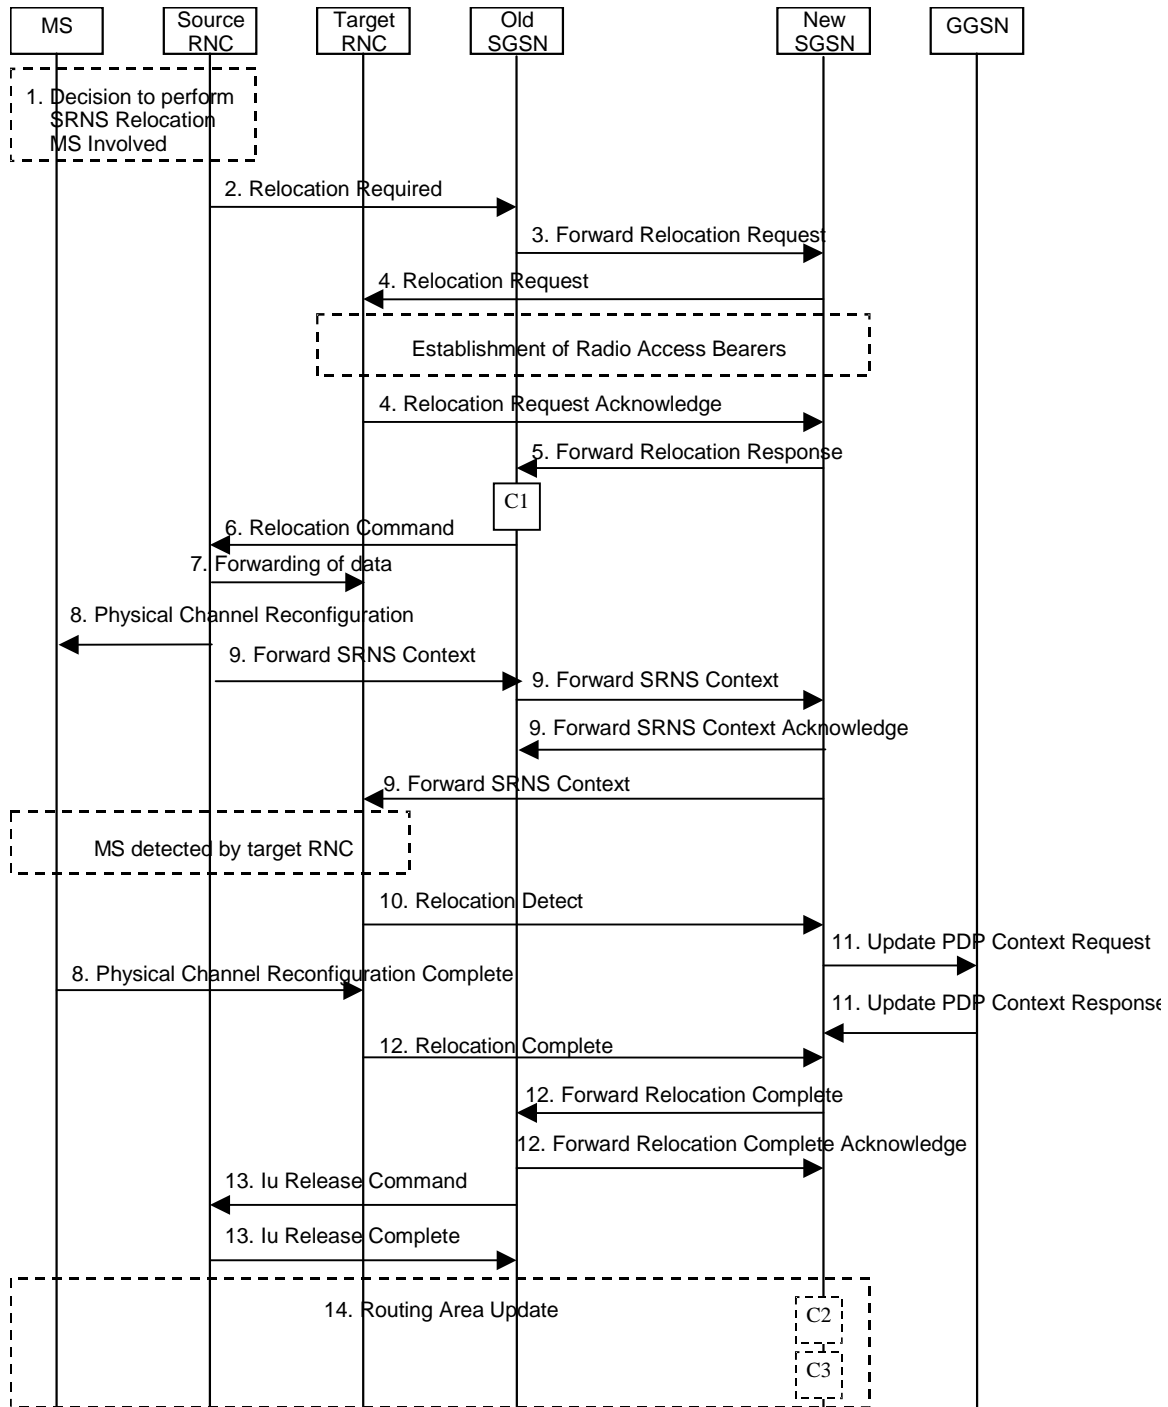 MS
Source
RNC
Target
RNC
Old
SGSN
New
SGSN
GGSN
1. Decision to perform
SRNS Relocation
MS Involved
2. Relocation Required
3. Forward Relocation Request
4. Relocation Request
Establishment of Radio Access Bearers
4. Relocation Request Acknowledge
5. Forward Relocation Response
C1
6. Relocation Command
7. Forwarding of data
8. Physical Channel Reconfiguration
9. Forward SRNS Context
9. Forward SRNS Context
9. Forward SRNS Context Acknowledge
9. Forward SRNS Context
MS detected by target RNC
10. Relocation Detect
11. Update PDP Context Request
8. Physical Channel Reconfiguration Complete
11. Update PDP Context Response
12. Relocation Complete
12. Forward Relocation Complete
12. Forward Relocation Complete Acknowledge
13. Iu Release Command
13. Iu Release Complete
14. Routing Area Update
C2
C3